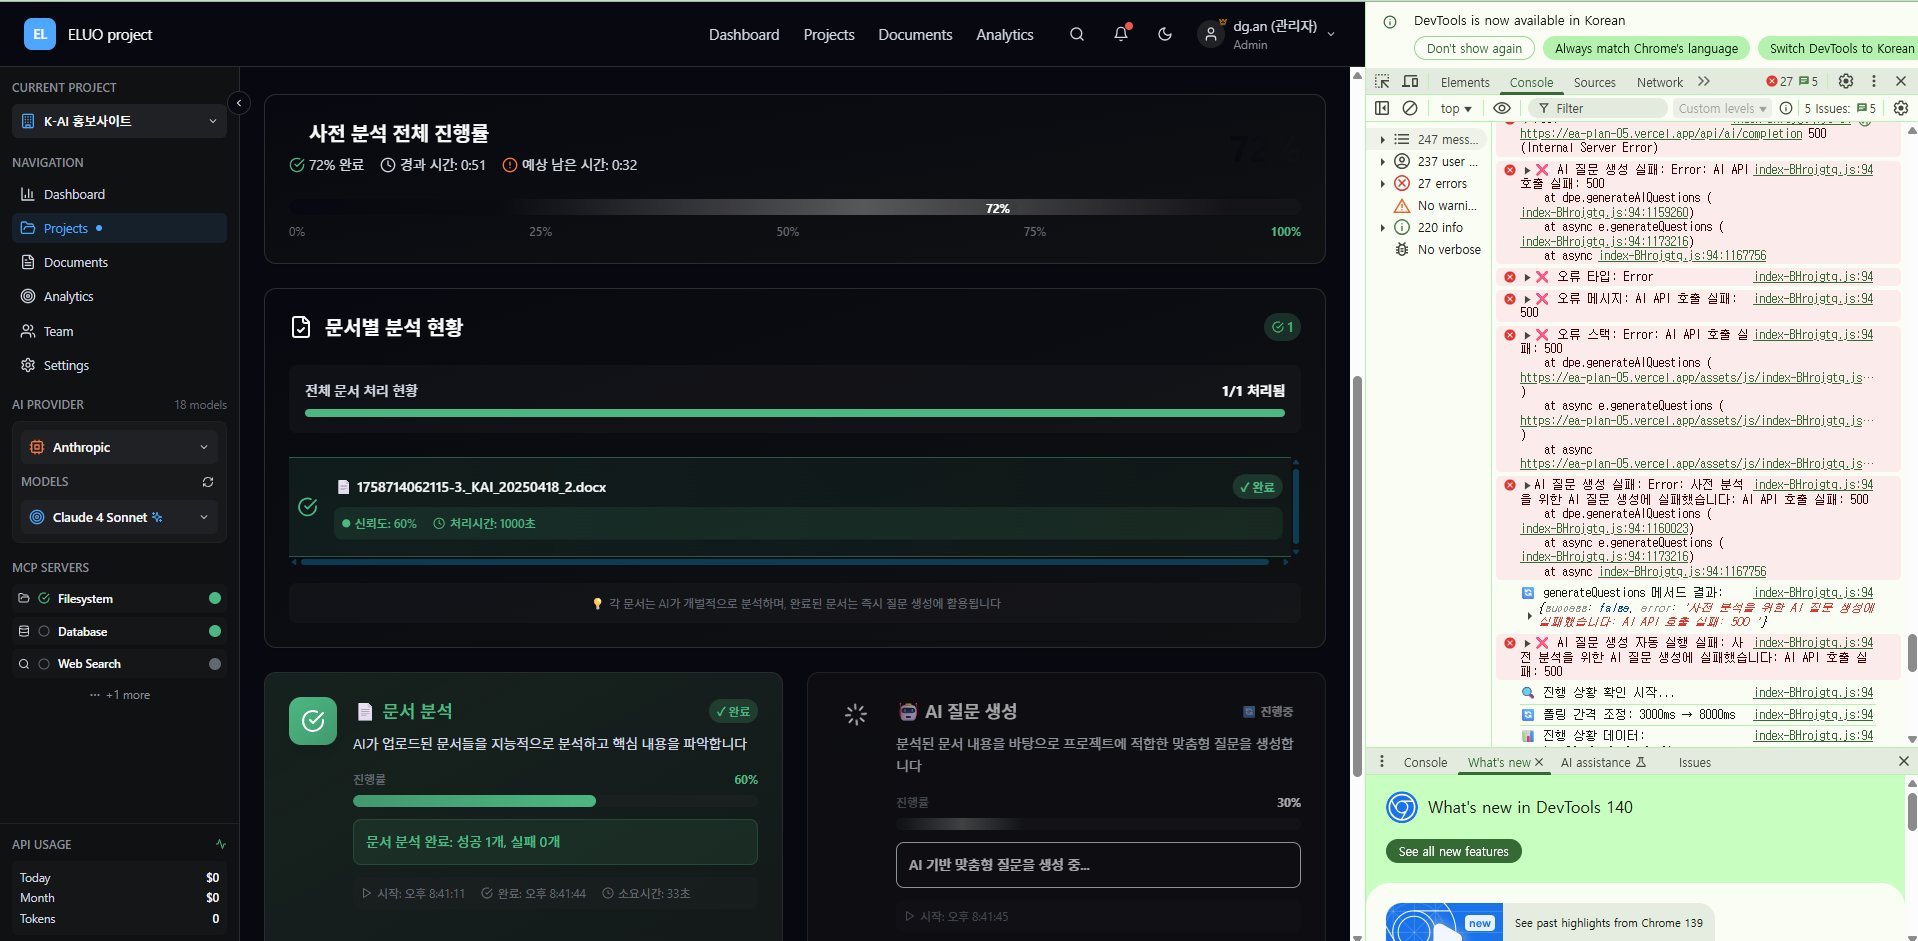 EL ELUO project
Dashboard Projects Documents Analytics
dg.an (관리자)
Admin
CURRENT PROJECT
K-AI 홍보사이트
NAVIGATION
Dashboard
Projects
Documents
Analytics
Team
Settings
AI PROVIDER 18 models
Anthropic
MODELS
Claude 4 Sonnet
MCP SERVERS
Filesystem
Database
Web Search
··· +1 more
API USAGE
Today $0
Month $0
Tokens 0
사전 분석 전체 진행률
72% 완료 경과 시간: 0:51 예상 남은 시간: 0:32
72%
0% 25% 50% 75% 100%
문서별 분석 현황
1
전체 문서 처리 현황 1/1 처리됨
1758714062115-3._KAI_20250418_2.docx
✓ 완료
신뢰도: 60% 처리시간: 1000초
각 문서는 AI가 개별적으로 분석하며, 완료된 문서는 즉시 질문 생성에 활용됩니다
문서 분석
✓ 완료
AI가 업로드된 문서들을 지능적으로 분석하고 핵심 내용을 파악합니다
진행률 60%
문서 분석 완료: 성공 1개, 실패 0개
시작: 오후 8:41:11 완료: 오후 8:41:44 소요시간: 33초
AI 질문 생성
진행중
분석된 문서 내용을 바탕으로 프로젝트에 적합한 맞춤형 질문을 생성합
니다
진행률 30%
AI 기반 맞춤형 질문을 생성 중...
시작: 오후 8:41:45
DevTools is now available in Korean
Don't show again
Always match Chrome's language
Switch DevTools to Korean
Elements Console Sources Network
27 5
top Filter Custom levels 5 Issues: 5
247 mess...
237 user ...
27 errors
No warni...
220 info
No verbose
https://ea-plan-05.vercel.app/api/ai/completion 500
(Internal Server Error)
❌ AI 질문 생성 실패: Error: AI API index-BHrojgtq.js:94
호출 실패: 500
at dpe.generateAIQuestions (
index-BHrojgtq.js:94:1159260)
at async e.generateQuestions (
index-BHrojgtq.js:94:1173216)
at async index-BHrojgtq.js:94:1167756
❌ 오류 타입: Error index-BHrojgtq.js:94
❌ 오류 메시지: AI API 호출 실패: index-BHrojgtq.js:94
500
❌ 오류 스택: Error: AI API 호출 실 index-BHrojgtq.js:94
패: 500
at dpe.generateAIQuestions (
https://ea-plan-05.vercel.app/assets/js/index-BHrojgtq.js…
)
at async e.generateQuestions (
https://ea-plan-05.vercel.app/assets/js/index-BHrojgtq.js…
)
at async
https://ea-plan-05.vercel.app/assets/js/index-BHrojgtq.js…
AI 질문 생성 실패: Error: 사전 분석 index-BHrojgtq.js:94
을 위한 AI 질문 생성에 실패했습니다: AI API 호출 실패: 500
at dpe.generateAIQuestions (
index-BHrojgtq.js:94:1160023)
at async e.generateQuestions (
index-BHrojgtq.js:94:1173216)
at async index-BHrojgtq.js:94:1167756
generateQuestions 메서드 결과: index-BHrojgtq.js:94
{success: false, error: '사전 분석을 위한 AI 질문 생성에
실패했습니다: AI API 호출 실패: 500 '}
❌ AI 질문 생성 자동 실행 실패: 사 index-BHrojgtq.js:94
전 분석을 위한 AI 질문 생성에 실패했습니다: AI API 호출 실
패: 500
진행 상황 확인 시작... index-BHrojgtq.js:94
폴링 간격 조정: 3000ms → 8000ms index-BHrojgtq.js:94
진행 상황 데이터: index-BHrojgtq.js:94
Console What's new AI assistance Issues
What's new in DevTools 140
See all new features
new
See past highlights from Chrome 139